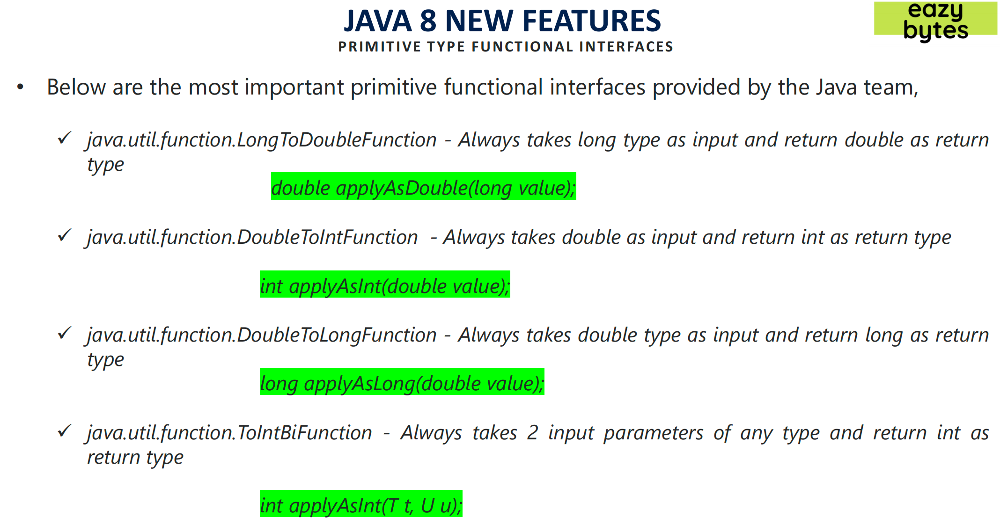 JAVA 8 NEW FEATURES
PRIMITIVE TYPE FUNCTIONAL INTERFACES
eazy
bytes
• Below are the most important primitive functional interfaces provided by the Java team,
✓ java.util.function.LongToDoubleFunction - Always takes long type as input and return double as return
type
double applyAsDouble(long value);
✓ java.util.function.DoubleToIntFunction - Always takes double as input and return int as return type
int applyAsInt(double value);
✓ java.util.function.DoubleToLongFunction - Always takes double type as input and return long as return
type
long applyAsLong(double value);
✓ java.util.function.ToIntBiFunction - Always takes 2 input parameters of any type and return int as
return type
int applyAsInt(T t, U u);